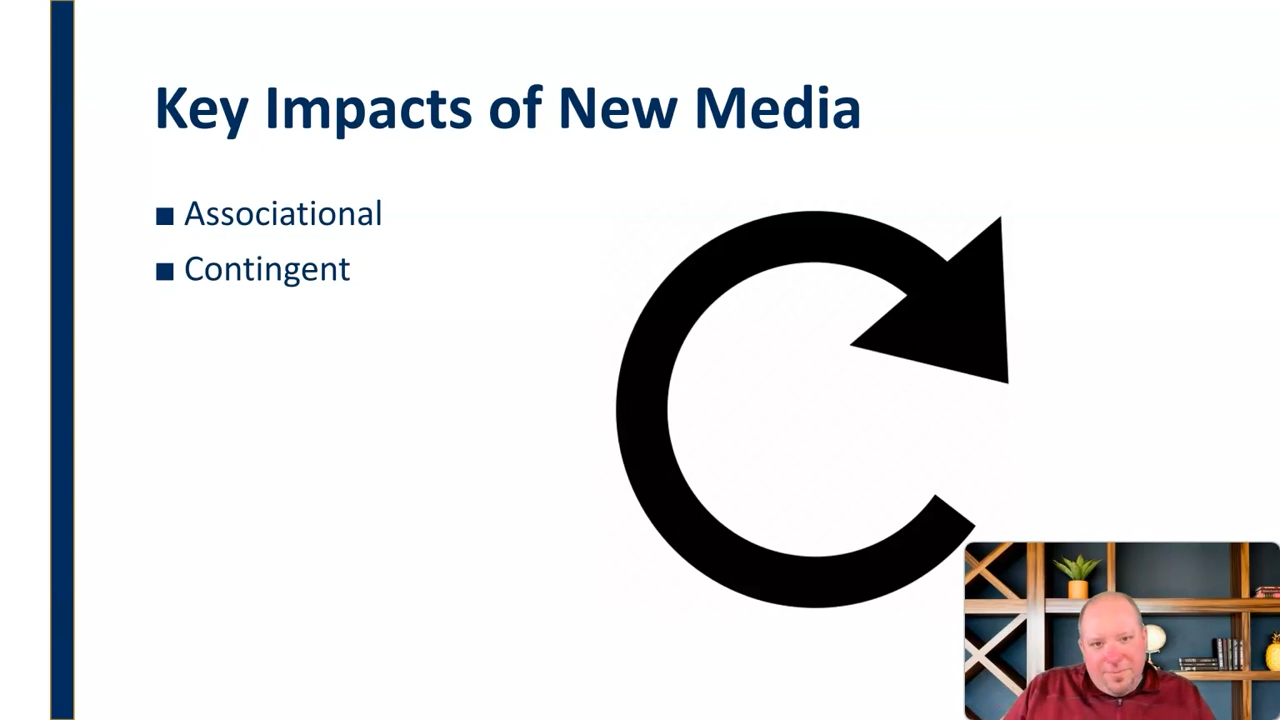 Key Impacts of New Media
■ Associational
■ Contingent